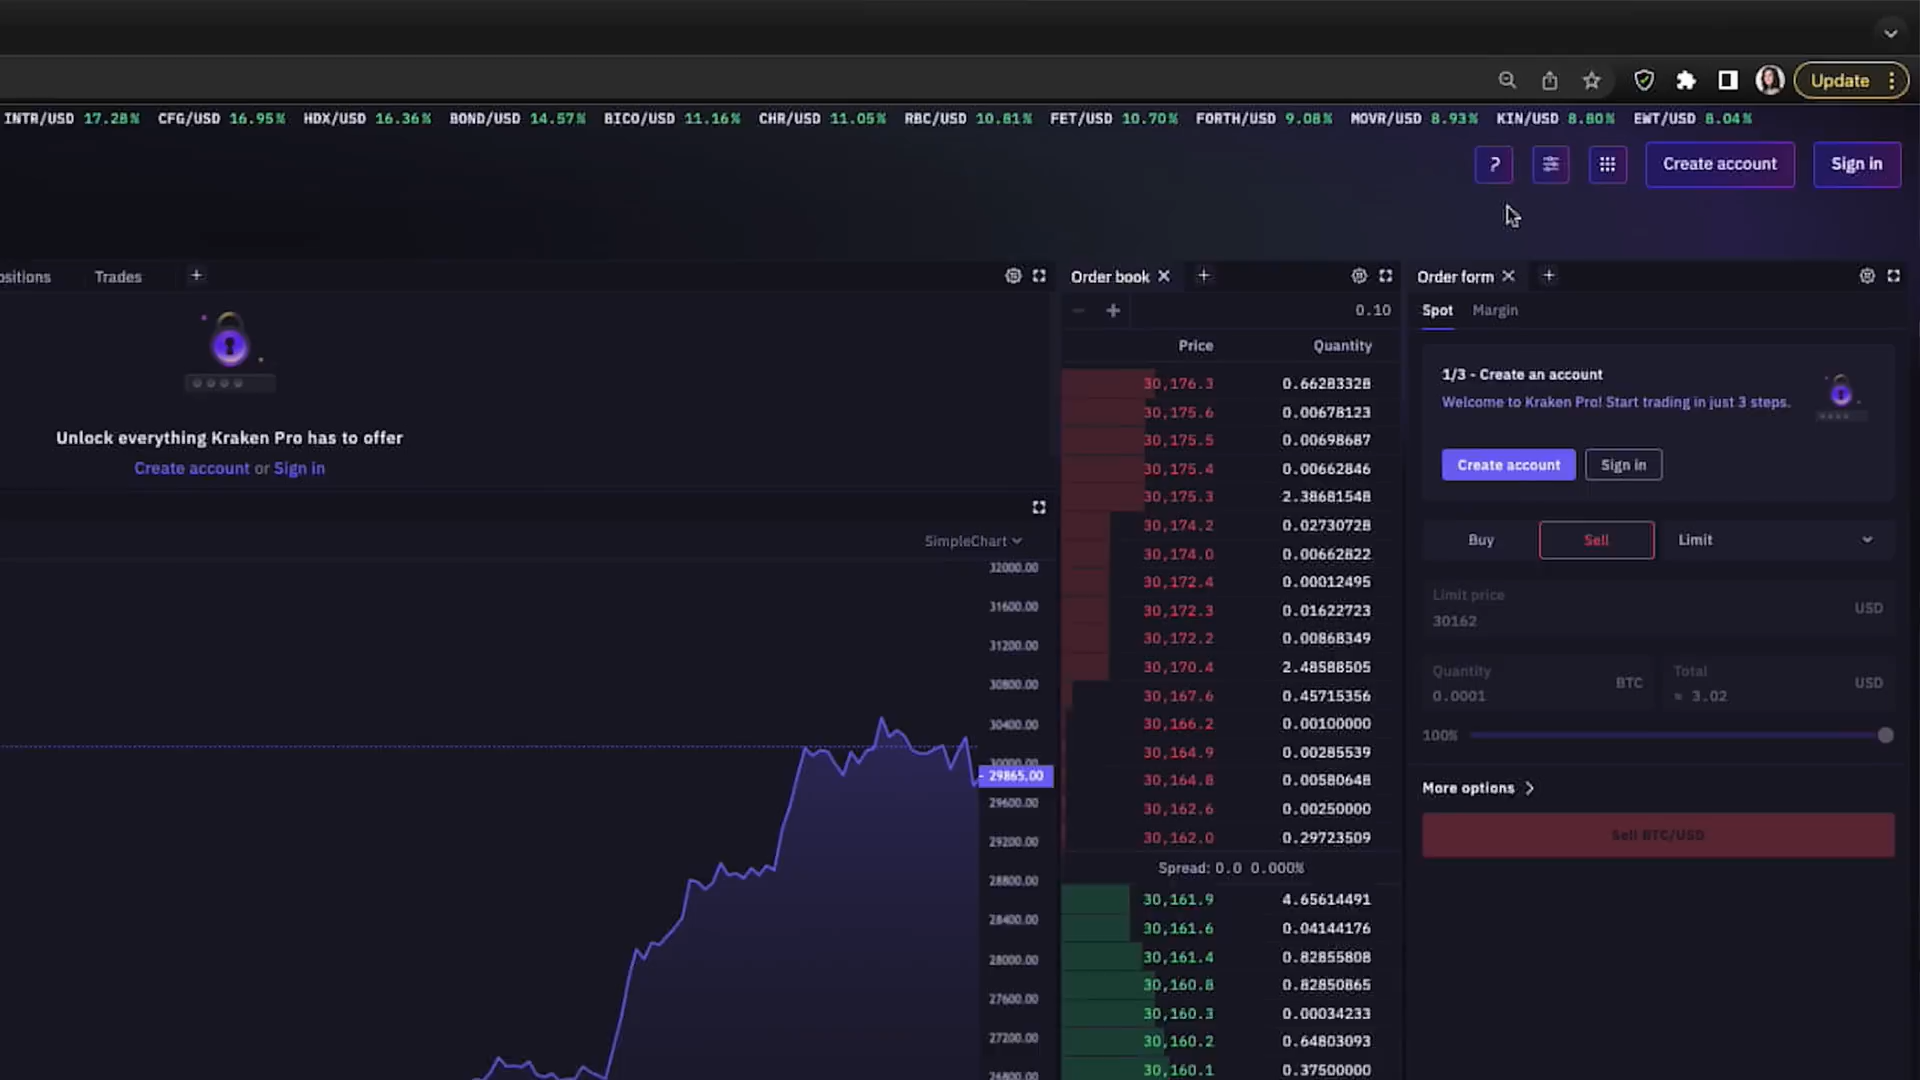 Update
INTR/USD 17.28% CFG/USD 16.95% HDX/USD 16.36% BOND/USD 14.57% BICO/USD 11.16% CHR/USD 11.05% RBC/USD 10.81% FET/USD 10.70% FORTH/USD 9.08% MOVR/USD 8.93% KIN/USD 8.80% EWT/USD 8.04%
? Create account Sign in
ositions Trades +
Unlock everything Kraken Pro has to offer
Create account or Sign in
SimpleChart
32000.00
31600.00
31200.00
30800.00
30400.00
30000.00
29865.00
29600.00
29200.00
28800.00
28400.00
28000.00
27600.00
27200.00
26800.00
Order book
0.10
Price Quantity
30,176.3 0.66283328
30,175.6 0.00678123
30,175.5 0.00698687
30,175.4 0.00662846
30,175.3 2.38681548
30,174.2 0.02730728
30,174.0 0.00662822
30,172.4 0.00012495
30,172.3 0.01622723
30,172.2 0.00868349
30,170.4 2.48588505
30,167.6 0.45715356
30,166.2 0.00100000
30,164.9 0.00285539
30,164.8 0.00580648
30,162.6 0.00250000
30,162.0 0.29723509
Spread: 0.0 0.000%
30,161.9 4.65614491
30,161.6 0.04144176
30,161.4 0.82855808
30,160.8 0.82850865
30,160.3 0.00034233
30,160.2 0.64803093
30,160.1 0.37500000
Order form
Spot Margin
1/3 - Create an account
Welcome to Kraken Pro! Start trading in just 3 steps.
Create account Sign in
Buy Sell Limit
Limit price
30162 USD
Quantity
0.0001 BTC
Total
≈ 3.02 USD
100%
More options
Sell BTC/USD